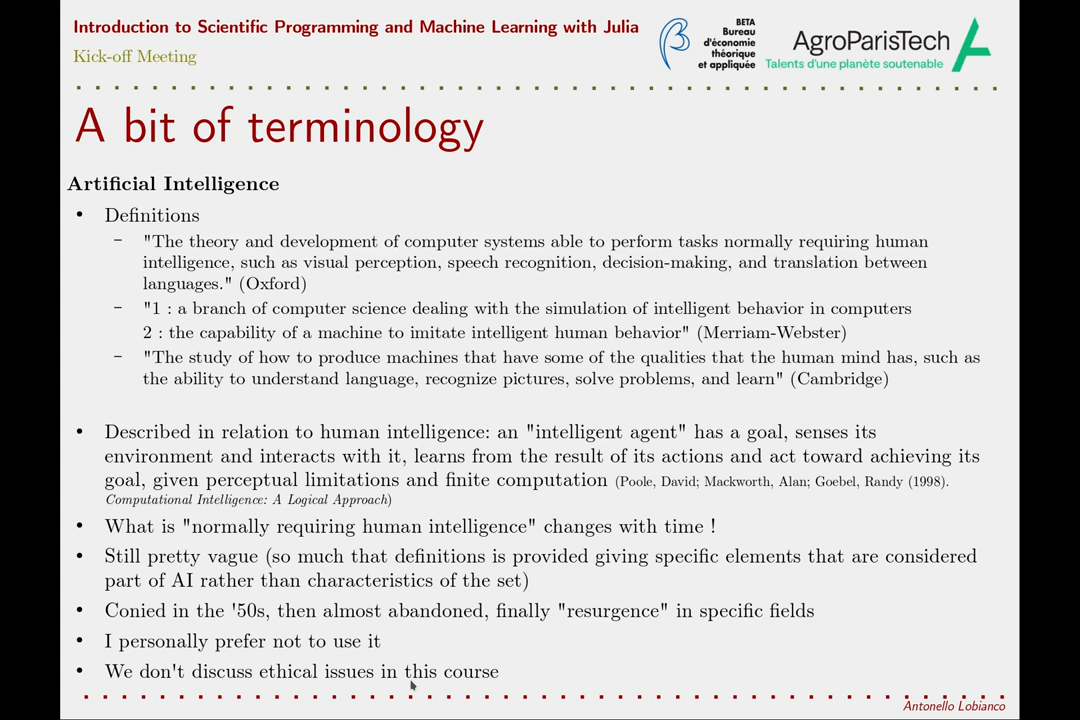 Introduction to Scientific Programming and Machine Learning with Julia
Kick-off Meeting
BETA
Bureau
d'économie
théorique
et appliquée
AgroParisTech
Talents d'une planète soutenable
A bit of terminology
Artificial Intelligence
• Definitions
– "The theory and development of computer systems able to perform tasks normally requiring human
intelligence, such as visual perception, speech recognition, decision-making, and translation between
languages." (Oxford)
– "1 : a branch of computer science dealing with the simulation of intelligent behavior in computers
2 : the capability of a machine to imitate intelligent human behavior" (Merriam-Webster)
– "The study of how to produce machines that have some of the qualities that the human mind has, such as
the ability to understand language, recognize pictures, solve problems, and learn" (Cambridge)
• Described in relation to human intelligence: an "intelligent agent" has a goal, senses its
environment and interacts with it, learns from the result of its actions and act toward achieving its
goal, given perceptual limitations and finite computation (Poole, David; Mackworth, Alan; Goebel, Randy (1998).
Computational Intelligence: A Logical Approach)
• What is "normally requiring human intelligence" changes with time !
• Still pretty vague (so much that definitions is provided giving specific elements that are considered
part of AI rather than characteristics of the set)
• Conied in the '50s, then almost abandoned, finally "resurgence" in specific fields
• I personally prefer not to use it
• We don't discuss ethical issues in this course
Antonello Lobianco